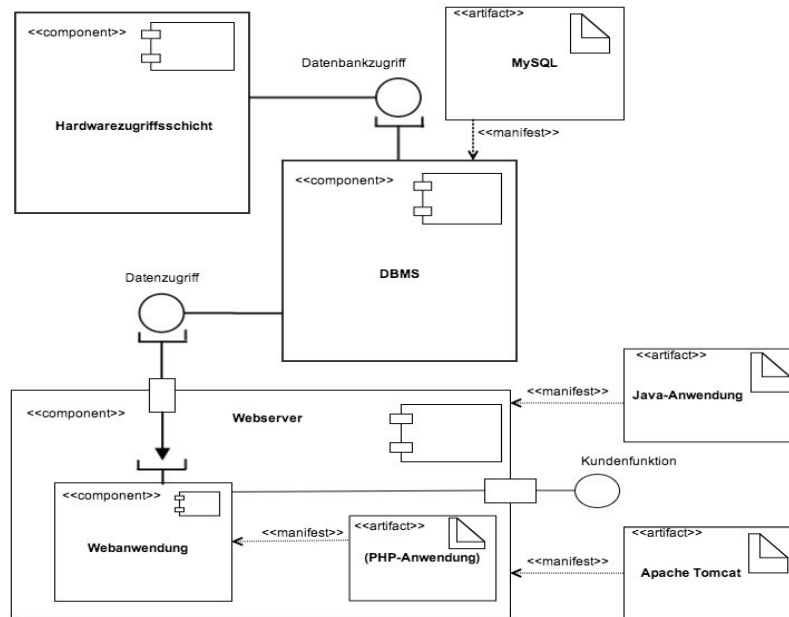 <<component>>
Hardwarezugriffsschicht
Datenbankzugriff
<<artifact>>
MySQL
<<manifest>>
<<component>>
DBMS
Datenzugriff
<<component>>
Webserver
<<manifest>>
<<artifact>>
Java-Anwendung
Kundenfunktion
<<component>>
Webanwendung
<<manifest>>
<<artifact>>
(PHP-Anwendung)
<<manifest>>
<<artifact>>
Apache Tomcat